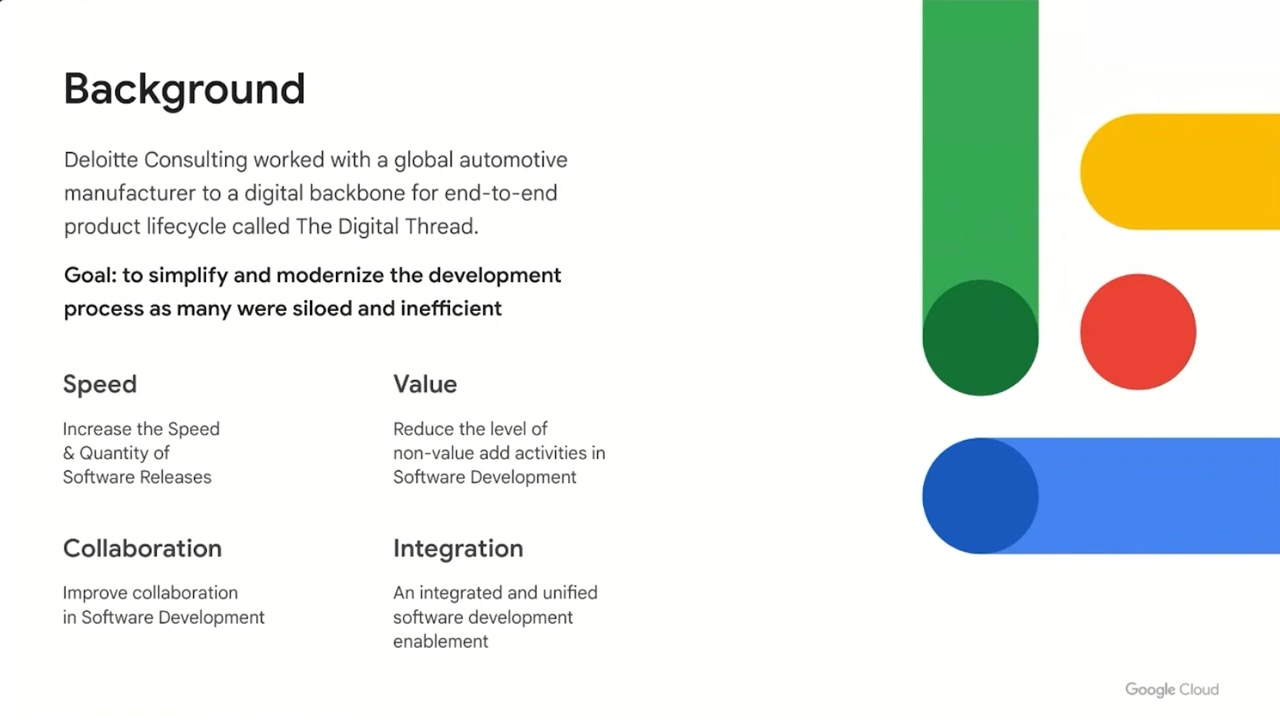 Background
Deloitte Consulting worked with a global automotive
manufacturer to a digital backbone for end-to-end
product lifecycle called The Digital Thread.
Goal: to simplify and modernize the development
process as many were siloed and inefficient
Speed
Increase the Speed
& Quantity of
Software Releases
Value
Reduce the level of
non-value add activities in
Software Development
Collaboration
Improve collaboration
in Software Development
Integration
An integrated and unified
software development
enablement
Google Cloud